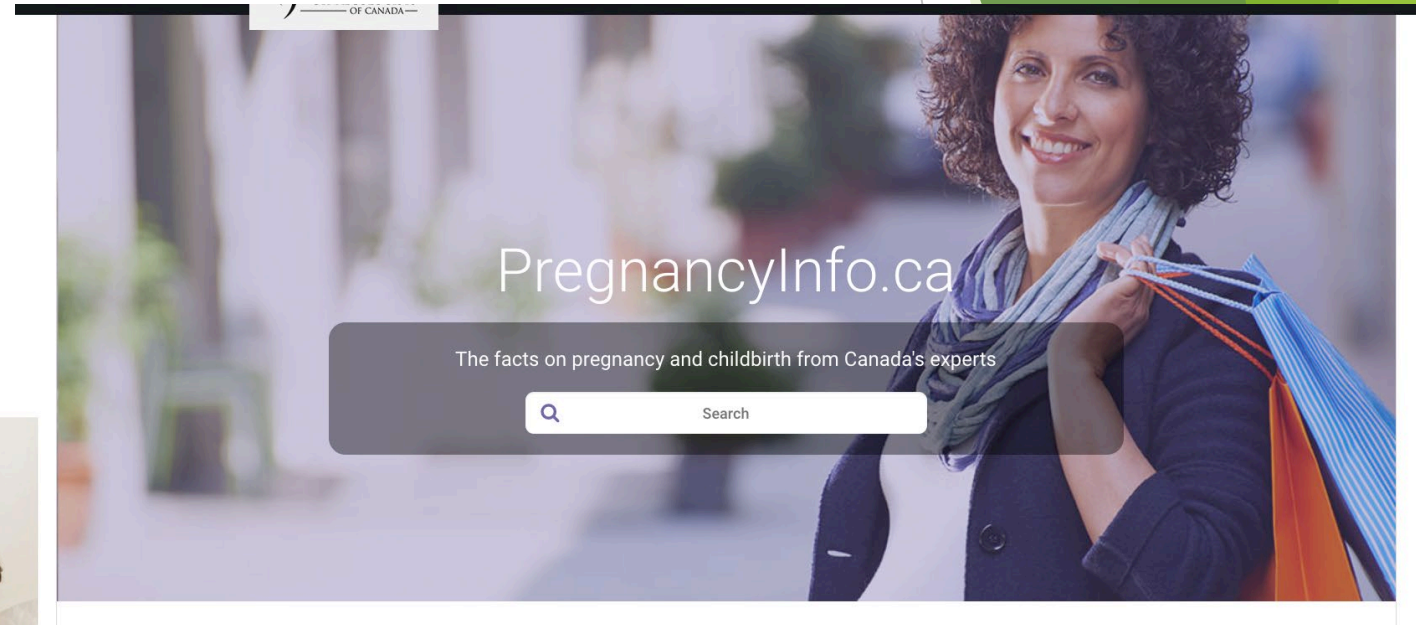 OF CANADA
PregnancyInfo.ca
The facts on pregnancy and childbirth from Canada's experts
Search